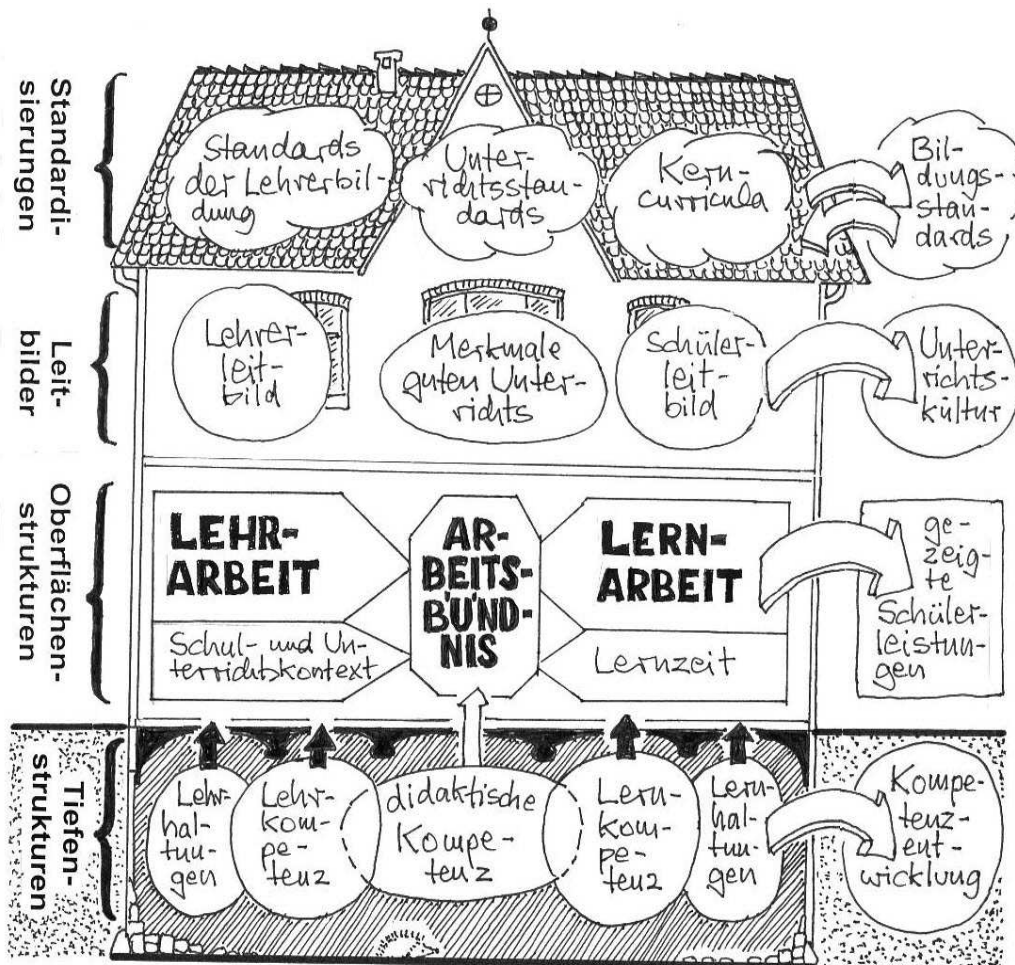 Standardi-
sierungen
Standards
der Lehrerbil-
dung
Unter-
richtsstan-
dards
Kern-
curricula
Bil-
dungs-
stan-
dards
Leit-
bilder
Lehrer-
leit-
bild
Merkmale
guten Unter-
richts
Schüler-
leit-
bild
Unter-
richts-
kultur
Oberflächen-
strukturen
LEHR-
ARBEIT
Schul- und Un-
terrichtskontext
AR-
BEITS-
BÜND-
NIS
LERN-
ARBEIT
Lernzeit
ge-
zeig-
te
Schüler-
leistun-
gen
Tiefen-
strukturen
Lehr-
hal-
tun-
gen
Lehr-
kom-
pe-
tenz
didaktische
Kompe-
tenz
Lern-
kom-
pe-
tenz
Lern-
hal-
tun-
gen
Kompe-
tenz-
ent-
wicklung